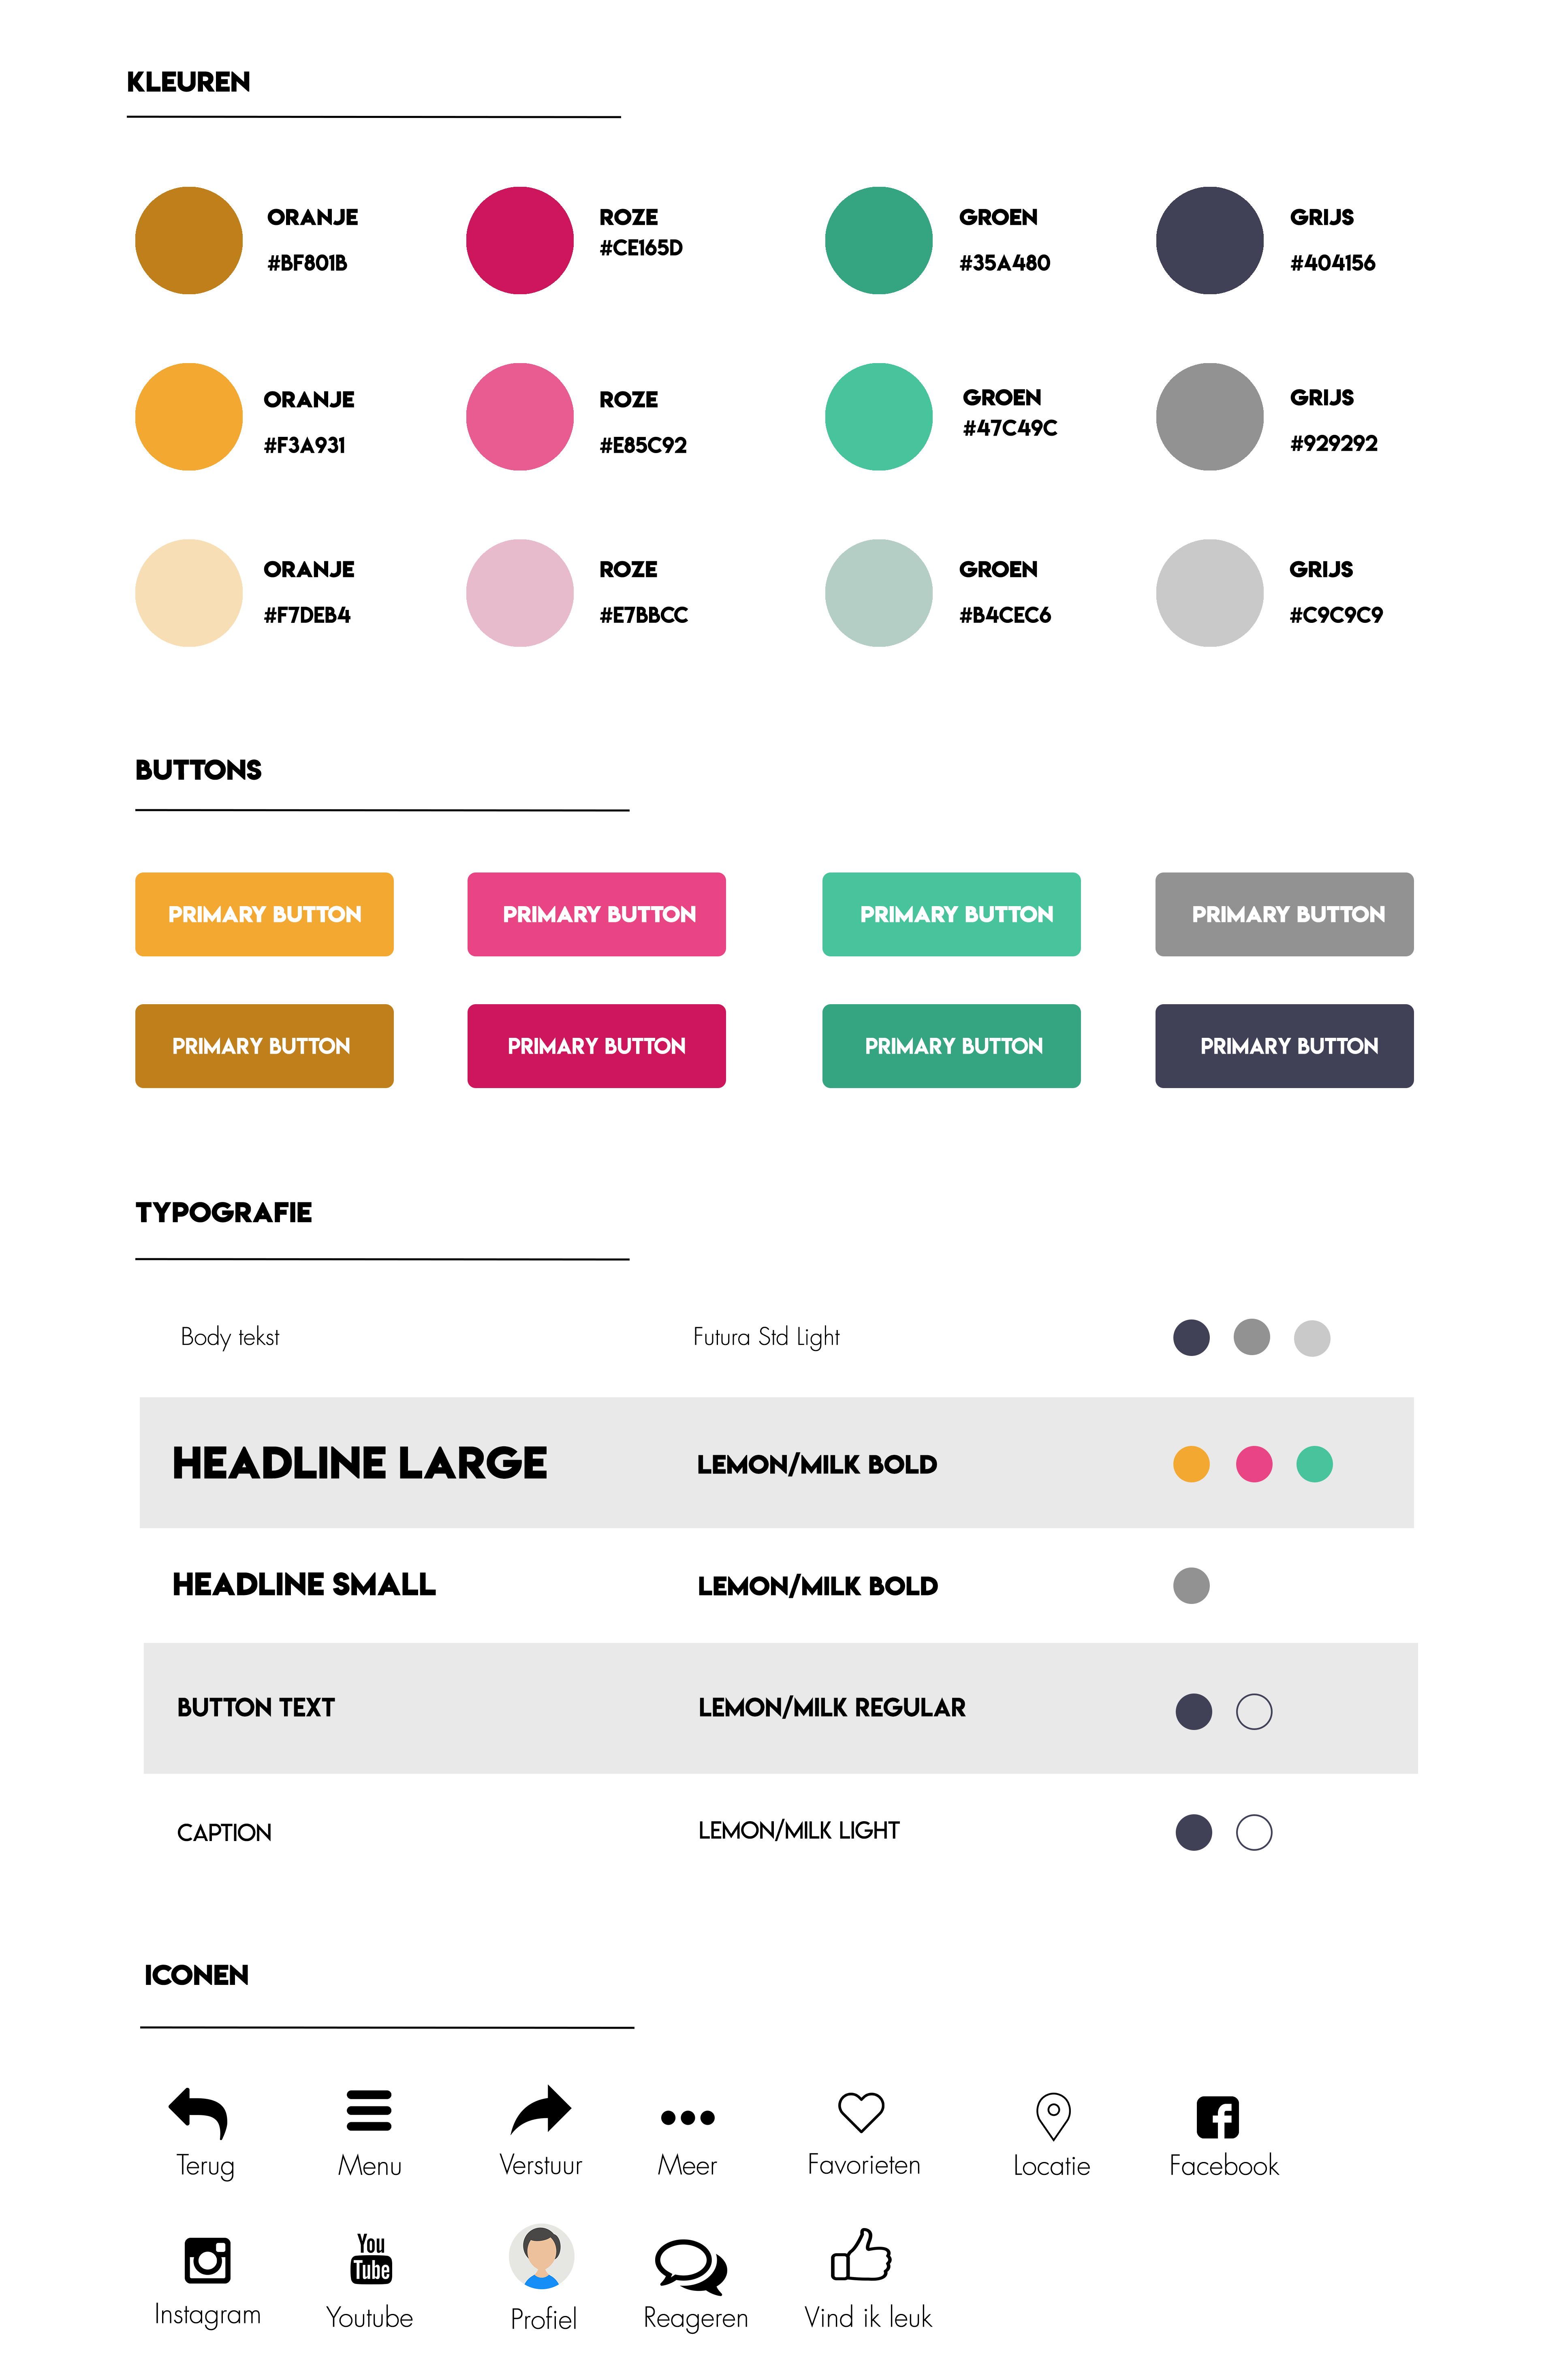 KLEUREN
ORANJE
#BF801B
ROZE
#CE165D
GROEN
#35A480
GRIJS
#404156
ORANJE
#F3A931
ROZE
#E85C92
GROEN
#47C49C
GRIJS
#929292
ORANJE
#F7DEB4
ROZE
#E7BBCC
GROEN
#B4CEC6
GRIJS
#C9C9C9
BUTTONS
PRIMARY BUTTON
PRIMARY BUTTON
PRIMARY BUTTON
PRIMARY BUTTON
PRIMARY BUTTON
PRIMARY BUTTON
PRIMARY BUTTON
PRIMARY BUTTON
TYPOGRAFIE
Body tekst
Futura Std Light
HEADLINE LARGE
LEMON/MILK BOLD
HEADLINE SMALL
LEMON/MILK BOLD
BUTTON TEXT
LEMON/MILK REGULAR
CAPTION
LEMON/MILK LIGHT
ICONEN
Terug
Menu
Verstuur
Meer
Favorieten
Locatie
Facebook
You
Tube
Instagram
Youtube
Profiel
Reageren
Vind ik leuk